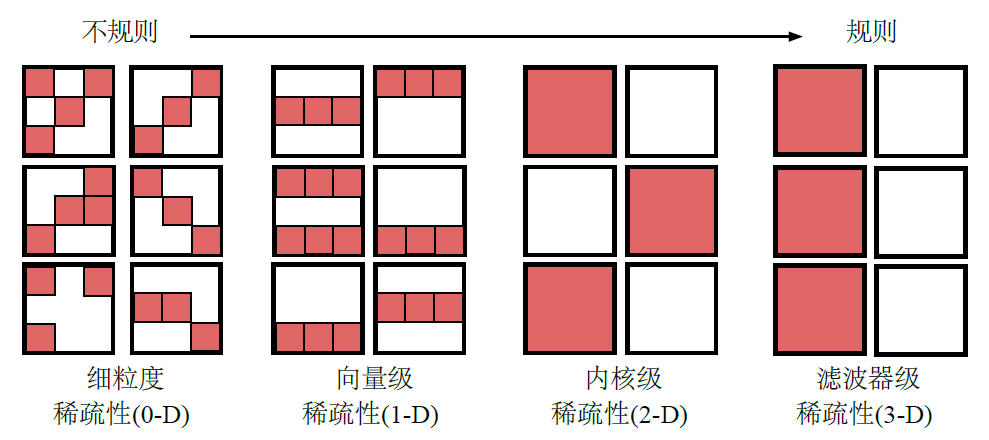 不规则
规则
细粒度
稀疏性(0-D)
向量级
稀疏性(1-D)
内核级
稀疏性(2-D)
滤波器级
稀疏性(3-D)